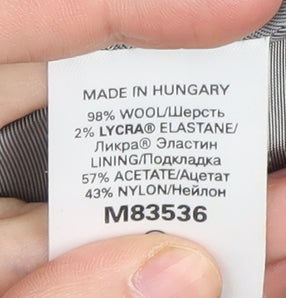 MADE IN HUNGARY
98% WOOL/Шерсть
2% LYCRA® ELASTANE/
Ликра® Эластин
LINING/Подкладка
57% ACETATE/Ацетат
43% NYLON/Нейлон
M83536